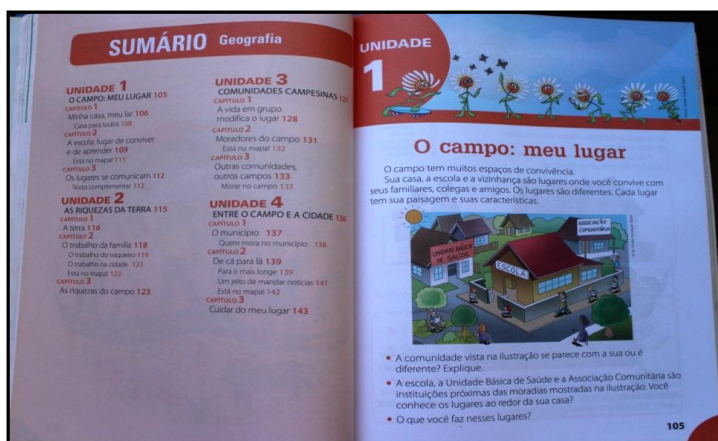 SUMÁRIO Geografia
UNIDADE 1
O CAMPO: MEU LUGAR 105
CAPÍTULO 1
Minha casa, meu lar 106
Casa para todos 108
CAPÍTULO 2
A escola: lugar de conviver
e de aprender 109
Está no mapa! 111
CAPÍTULO 3
Os lugares se comunicam 112
Texto complementar 113
UNIDADE 2
AS RIQUEZAS DA TERRA 115
CAPÍTULO 1
A terra 116
CAPÍTULO 2
O trabalho da família 118
O trabalho do vaqueiro 119
O trabalho na cidade 121
Está no mapa! 122
CAPÍTULO 3
As riquezas do campo 123
UNIDADE 3
COMUNIDADES CAMPESINAS
CAPÍTULO 1
A vida em grupo
modifica o lugar 128
CAPÍTULO 2
Moradores do campo 131
Está no mapa! 132
CAPÍTULO 3
Outras comunidades,
outros campos 133
Morar no campo 133
UNIDADE 4
ENTRE O CAMPO E A CIDADE 136
CAPÍTULO 1
O município 137
Quem mora no município 138
CAPÍTULO 2
De cá para lá 139
Para ir mais longe 139
Um jeito de mandar notícias 141
Está no mapa! 142
CAPÍTULO 3
Cuidar do meu lugar 143
UNIDADE
1
O campo: meu lugar
O campo tem muitos espaços de convivência.
Sua casa, a escola e a vizinhança são lugares onde você convive com
seus familiares, colegas e amigos. Os lugares são diferentes. Cada lugar
tem sua paisagem e suas características.
UNIDADE BÁSICA
DE SAÚDE
ESCOLA
ASSOCIAÇÃO
COMUNITÁRIA
• A comunidade vista na ilustração se parece com a sua ou é
diferente? Explique.
• A escola, a Unidade Básica de Saúde e a Associação Comunitária são
instituições próximas das moradias mostradas na ilustração. Você
conhece os lugares ao redor da sua casa?
• O que você faz nesses lugares?
105